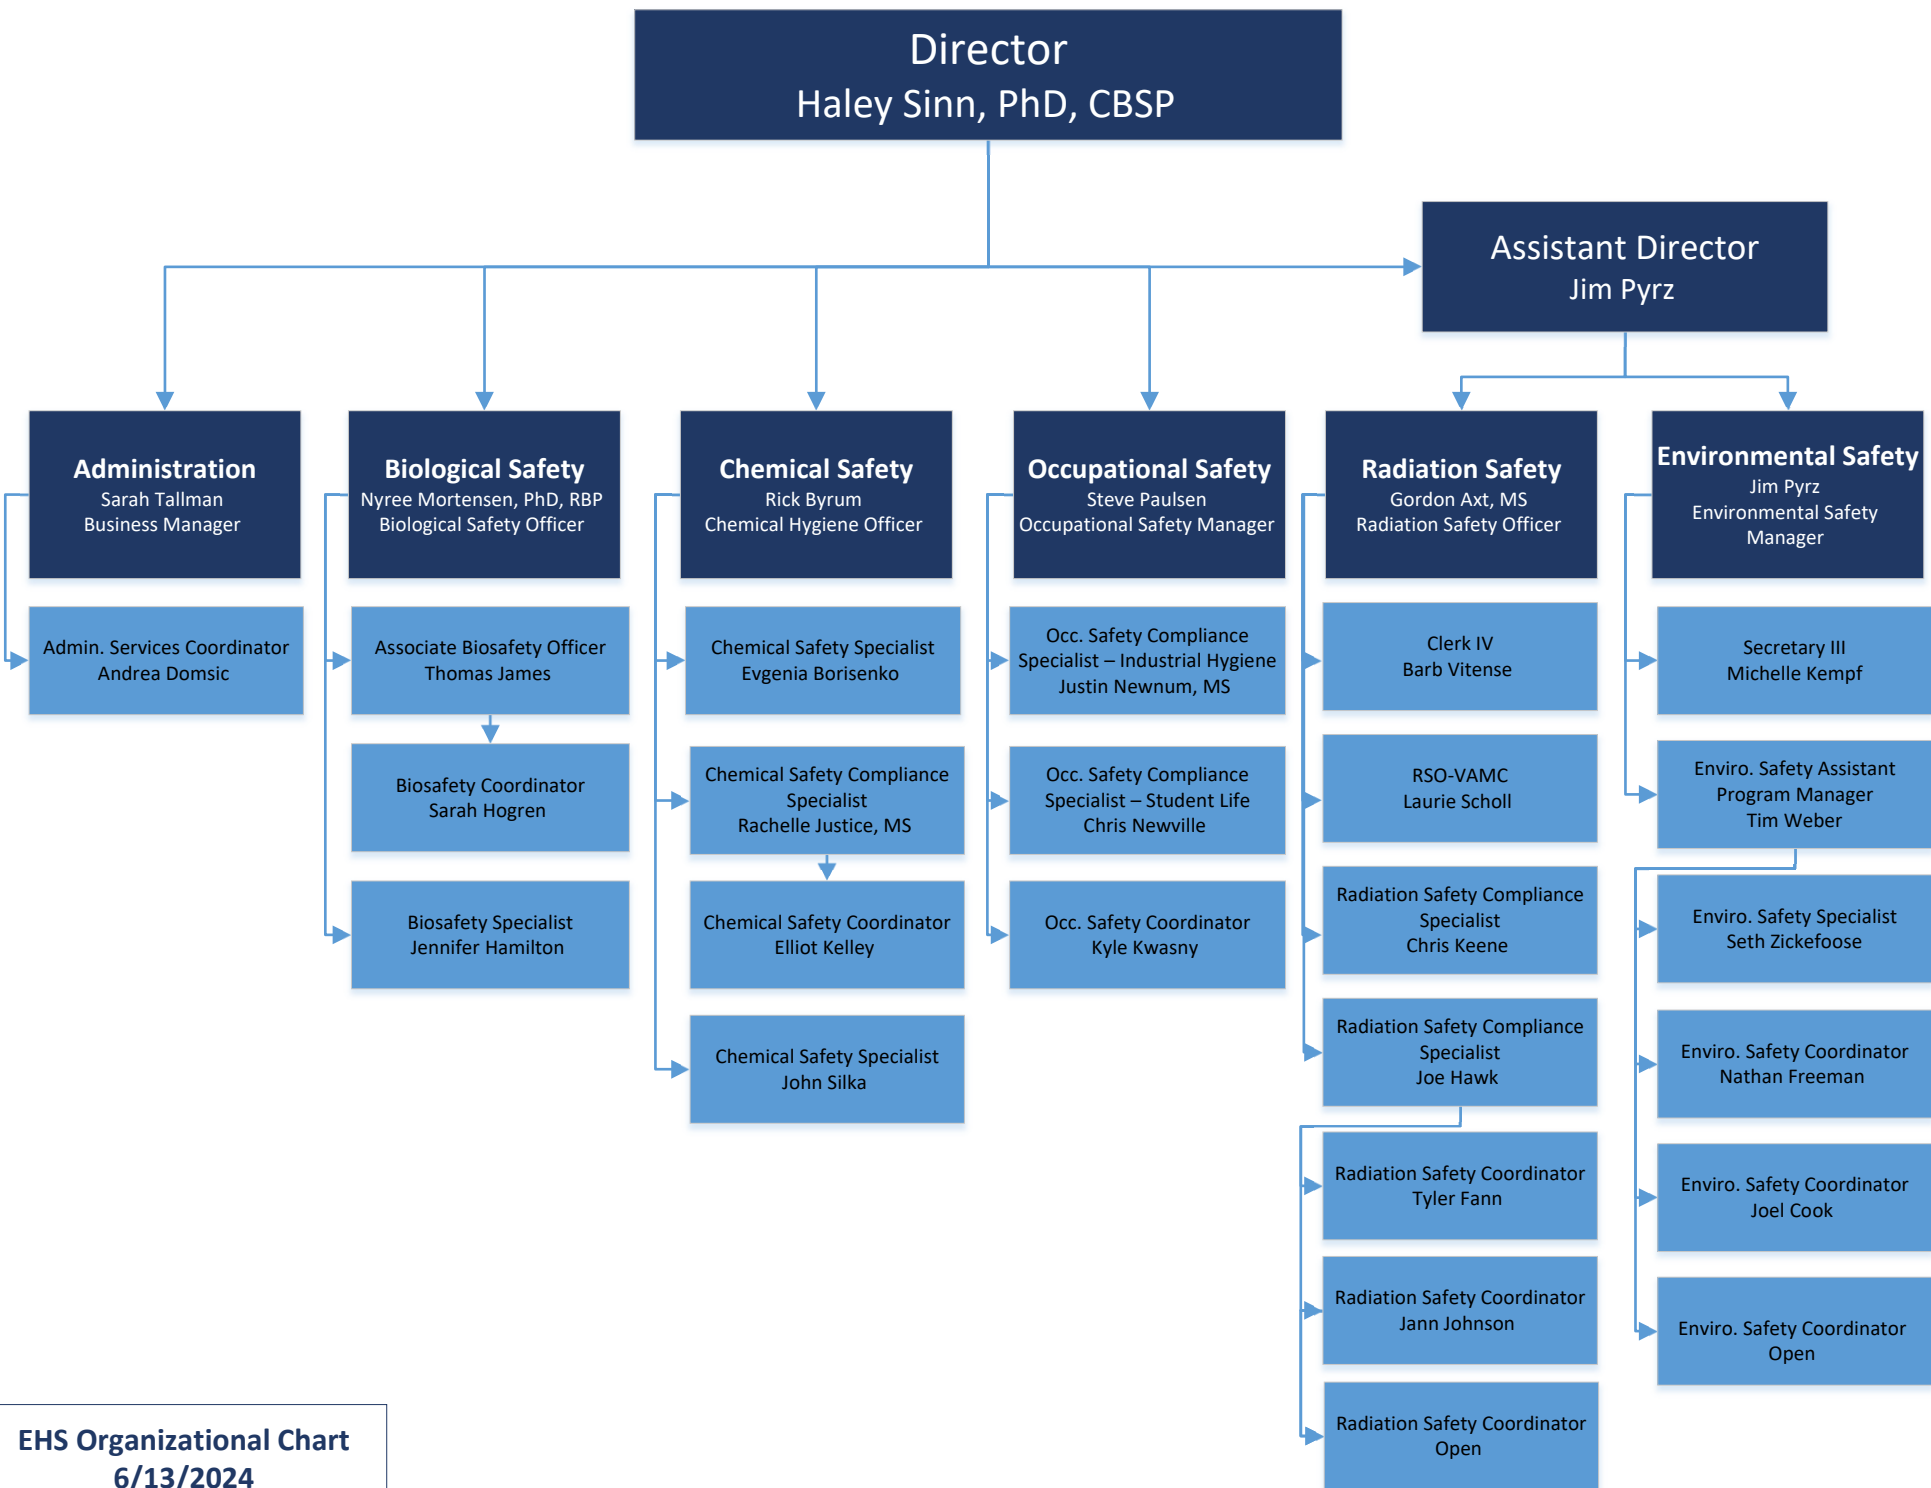 Director
Haley Sinn, PhD, CBSP
Assistant Director
Jim Pyrz
Administration
Sarah Tallman
Business Manager
Biological Safety
Nyree Mortensen, PhD, RBP
Biological Safety Officer
Chemical Safety
Rick Byrum
Chemical Hygiene Officer
Occupational Safety
Steve Paulsen
Occupational Safety Manager
Radiation Safety
Gordon Axt, MS
Radiation Safety Officer
Environmental Safety
Jim Pyrz
Environmental Safety
Manager
Admin. Services Coordinator
Andrea Domsic
Associate Biosafety Officer
Thomas James
Biosafety Coordinator
Sarah Hogren
Biosafety Specialist
Jennifer Hamilton
Chemical Safety Specialist
Evgenia Borisenko
Chemical Safety Compliance
Specialist
Rachelle Justice, MS
Chemical Safety Coordinator
Elliot Kelley
Chemical Safety Specialist
John Silka
Occ. Safety Compliance
Specialist – Industrial Hygiene
Justin Newnum, MS
Occ. Safety Compliance
Specialist – Student Life
Chris Newville
Occ. Safety Coordinator
Kyle Kwasny
Clerk IV
Barb Vitense
RSO-VAMC
Laurie Scholl
Radiation Safety Compliance
Specialist
Chris Keene
Radiation Safety Compliance
Specialist
Joe Hawk
Radiation Safety Coordinator
Tyler Fann
Radiation Safety Coordinator
Jann Johnson
Radiation Safety Coordinator
Open
Secretary III
Michelle Kempf
Enviro. Safety Assistant
Program Manager
Tim Weber
Enviro. Safety Specialist
Seth Zickefoose
Enviro. Safety Coordinator
Nathan Freeman
Enviro. Safety Coordinator
Joel Cook
Enviro. Safety Coordinator
Open
EHS Organizational Chart
6/13/2024